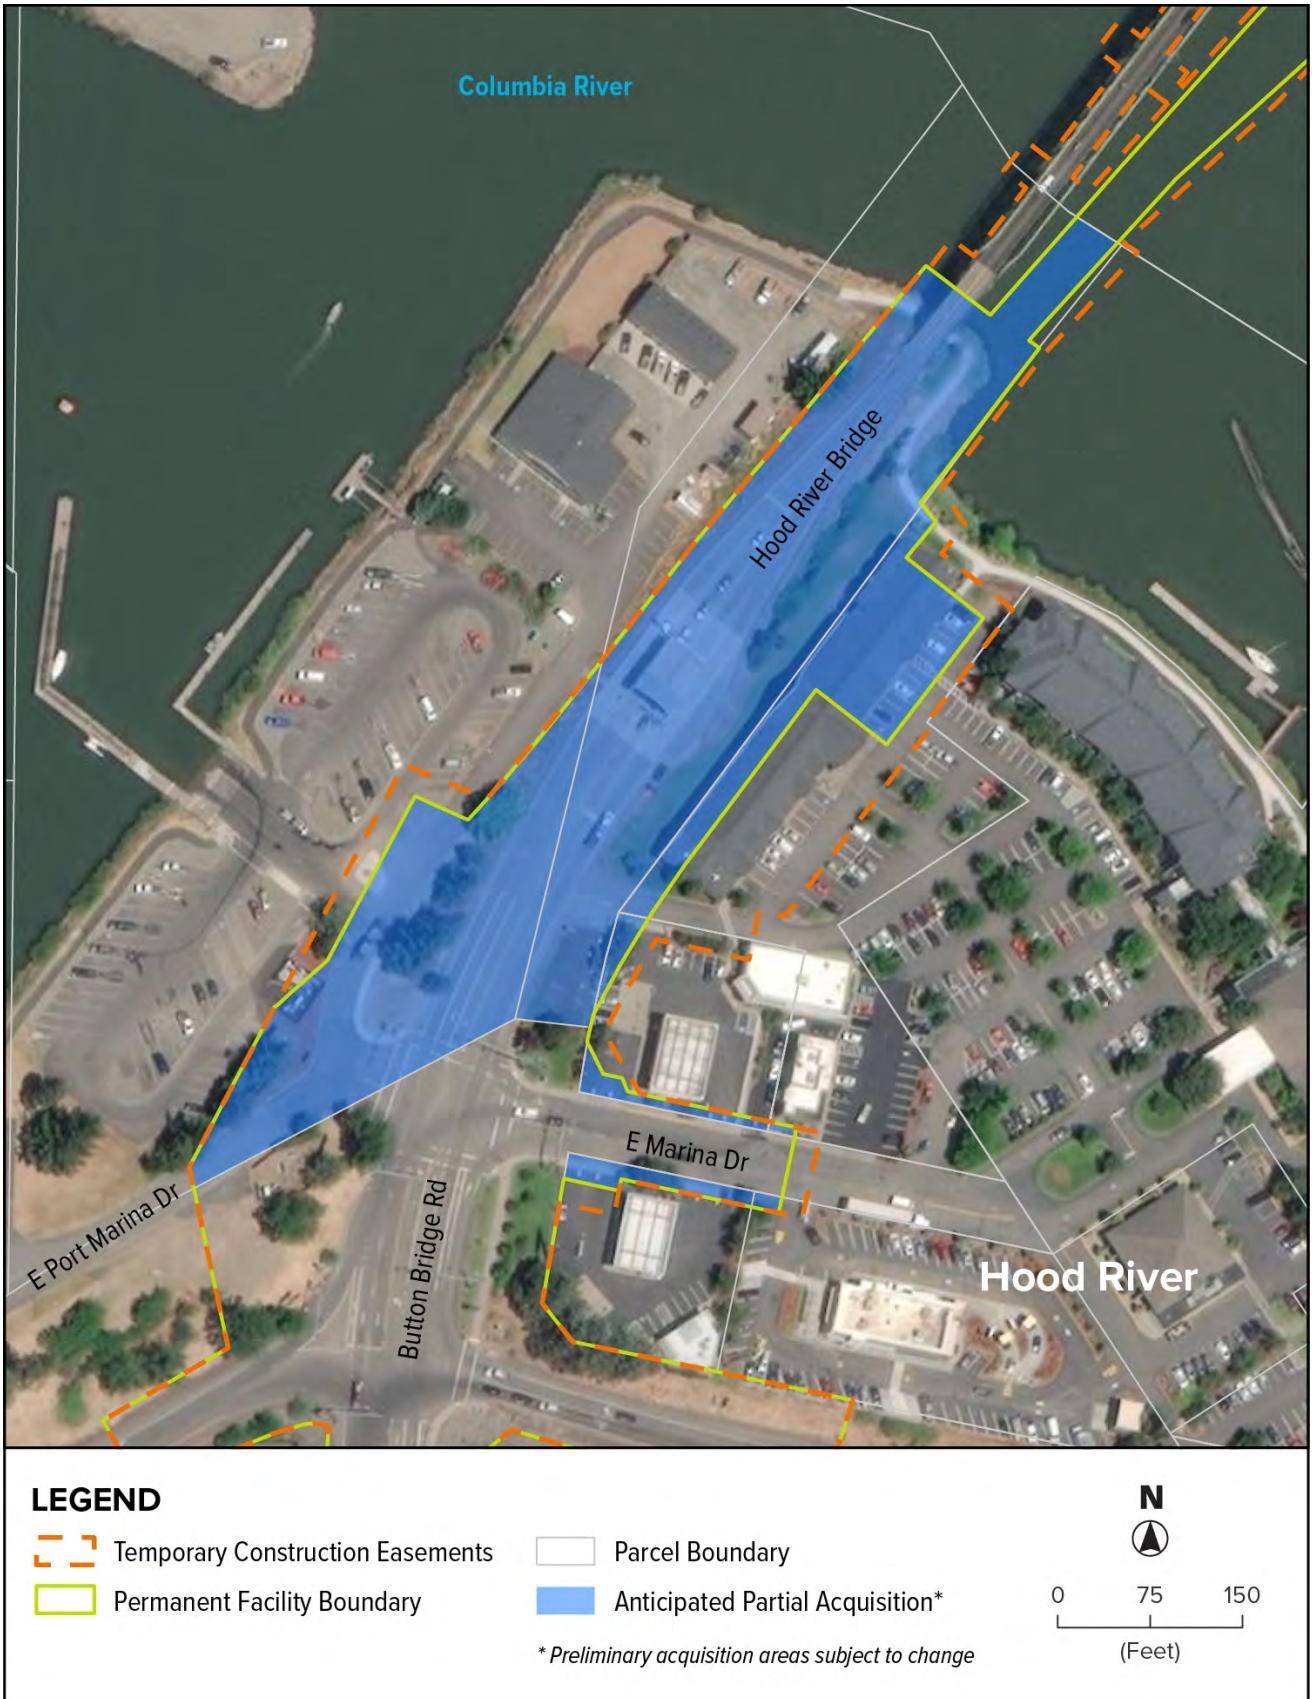 Columbia River
Hood River Bridge
E Marina Dr
E Port Marina Dr
Button Bridge Rd
Hood River
LEGEND
Temporary Construction Easements
Permanent Facility Boundary
Parcel Boundary
Anticipated Partial Acquisition*
* Preliminary acquisition areas subject to change
N
0 75 150
(Feet)